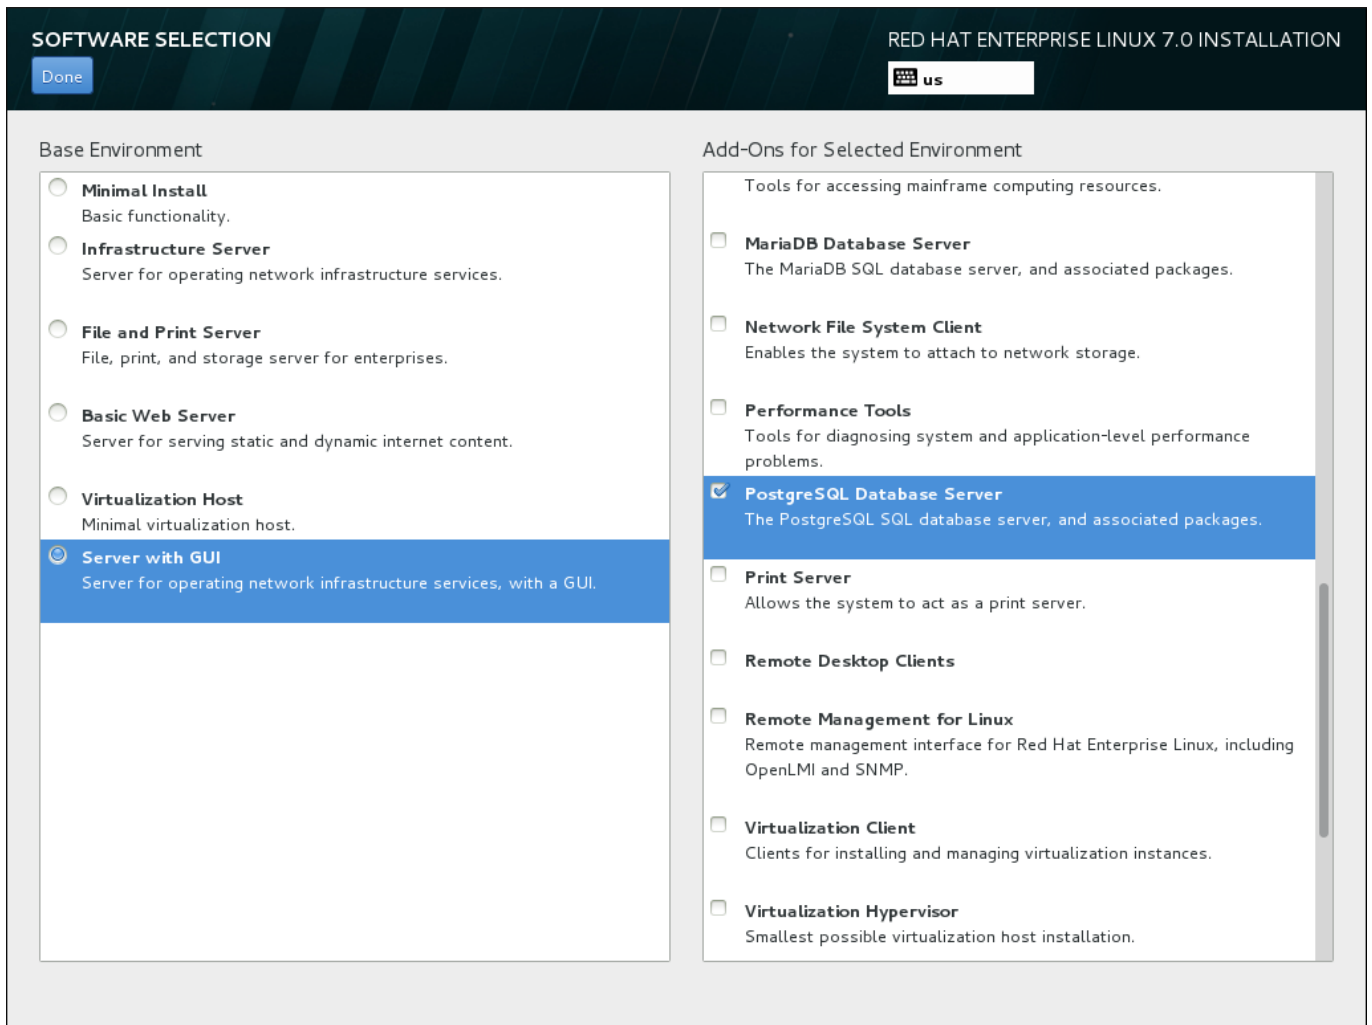 SOFTWARE SELECTION
Done
RED HAT ENTERPRISE LINUX 7.0 INSTALLATION
us
Base Environment
Minimal Install
Basic functionality.
Infrastructure Server
Server for operating network infrastructure services.
File and Print Server
File, print, and storage server for enterprises.
Basic Web Server
Server for serving static and dynamic internet content.
Virtualization Host
Minimal virtualization host.
Server with GUI
Server for operating network infrastructure services, with a GUI.
Add-Ons for Selected Environment
Tools for accessing mainframe computing resources.
MariaDB Database Server
The MariaDB SQL database server, and associated packages.
Network File System Client
Enables the system to attach to network storage.
Performance Tools
Tools for diagnosing system and application-level performance
problems.
PostgreSQL Database Server
The PostgreSQL SQL database server, and associated packages.
Print Server
Allows the system to act as a print server.
Remote Desktop Clients
Remote Management for Linux
Remote management interface for Red Hat Enterprise Linux, including
OpenLMI and SNMP.
Virtualization Client
Clients for installing and managing virtualization instances.
Virtualization Hypervisor
Smallest possible virtualization host installation.